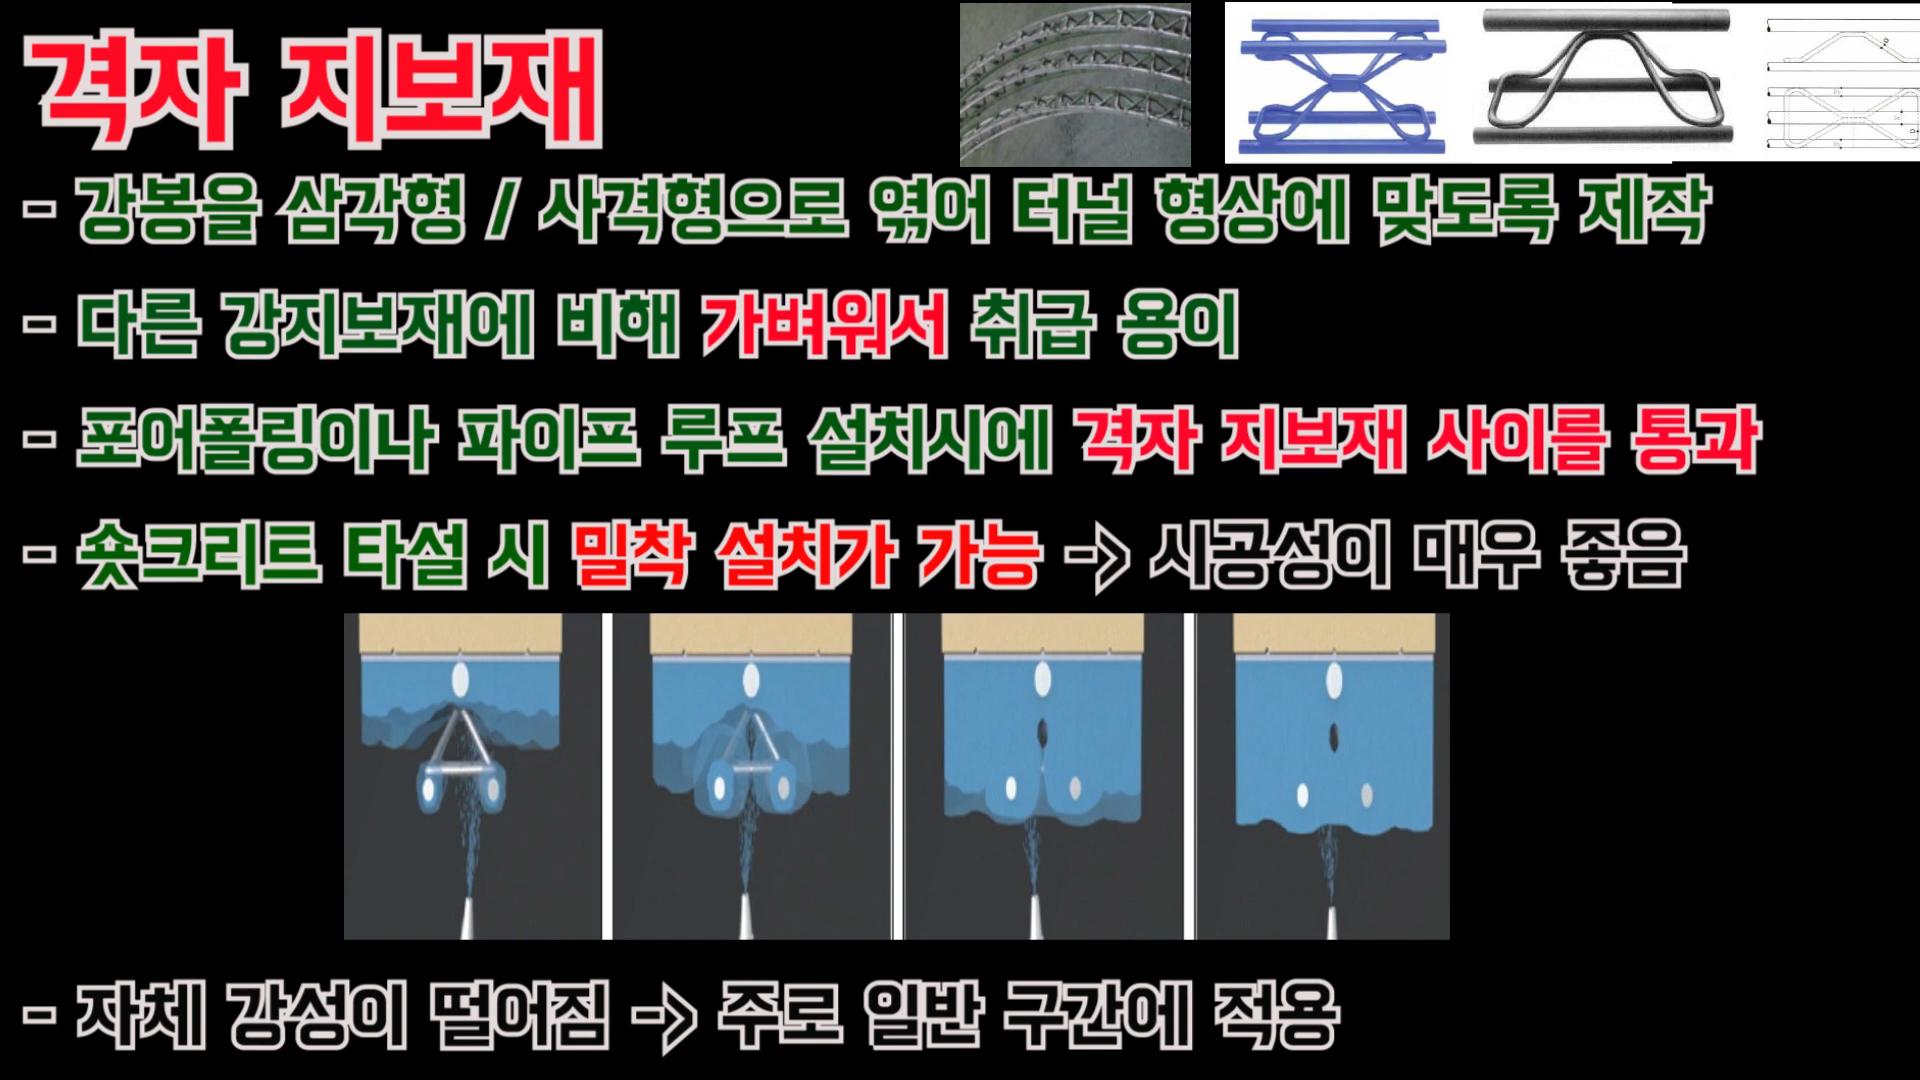 격자 지보재
- 강봉을 삼각형 / 사격형으로 엮어 터널 형상에 맞도록 제작
- 다른 강지보재에 비해 가벼워서 취급 용이
- 포어폴링이나 파이프 루프 설치시에 격자 지보재 사이를 통과
- 숏크리트 타설 시 밀착 설치가 가능 -> 시공성이 매우 좋음
- 자체 강성이 떨어짐 -> 주로 일반 구간에 적용